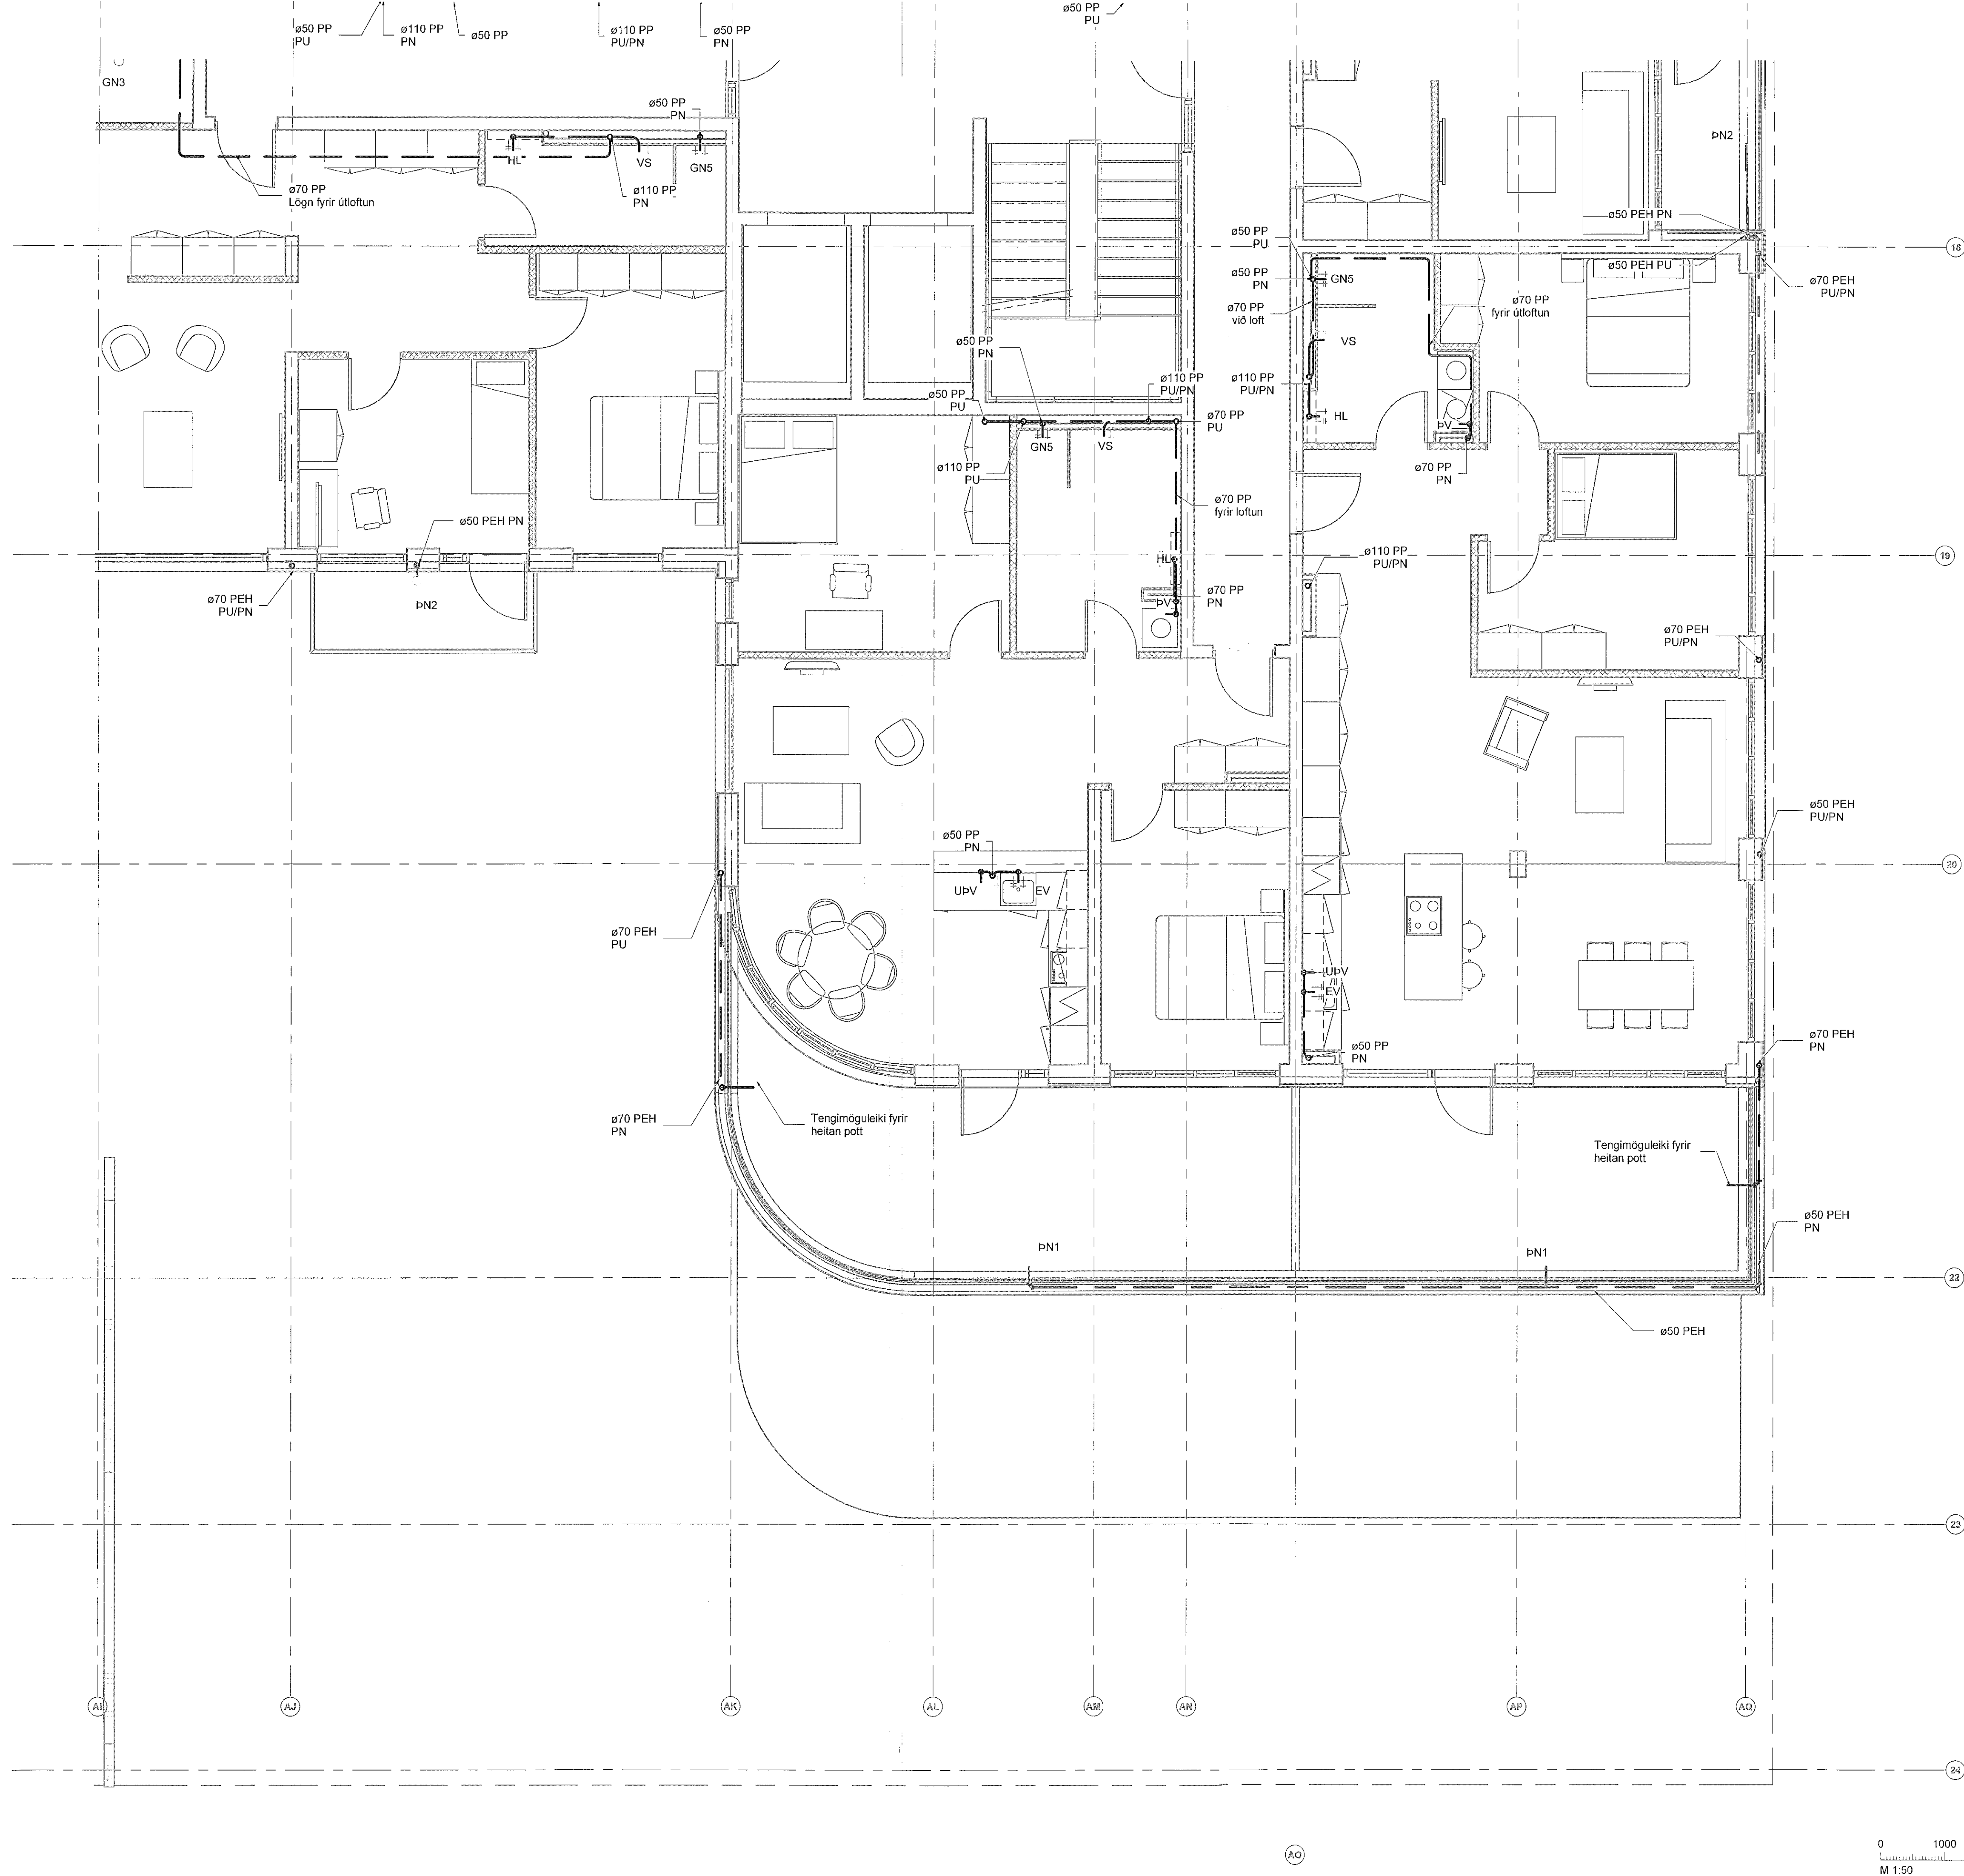 ø50 PP
PU
ø110 PP
PN
ø50 PP
ø110 PP
PU/PN
ø50 PP
PN
ø50 PP
PU
GN3
ø50 PP
PN
HL
VS
GN5
ø70 PP
Lögn fyrir útloftun
ø110 PP
PN
ÞN2
ø50 PEH PN
18
ø50 PP
PU
ø50 PEH PU
ø70 PEH
PU/PN
ø50 PP
PN
GN5
ø70 PP
við loft
ø70 PP
fyrir útloftun
VS
ø50 PP
PN
ø110 PP
PU/PN
ø110 PP
PU/PN
ø50 PP
PU
HL
ø70 PP
PU
ÞV
GN5
VS
ø110 PP
PU
ø70 PP
PN
ø70 PP
fyrir loftun
ø50 PEH PN
19
HL
ø110 PP
PU/PN
ø70 PEH
PU/PN
ÞN2
ÞV
ø70 PP
PN
ø70 PEH
PU/PN
ø50 PEH
PU/PN
ø50 PP
PN
20
UÞV
EV
ø70 PEH
PU
UÞV
EV
ø50 PP
PN
ø70 PEH
PN
ø70 PEH
PN
Tengimöguleiki fyrir
heitan pott
Tengimöguleiki fyrir
heitan pott
ø50 PEH
PN
ÞN1
ÞN1
22
ø50 PEH
23
AI
AJ
AK
AL
AM
AN
AP
AQ
24
AO
0 1000
M 1:50